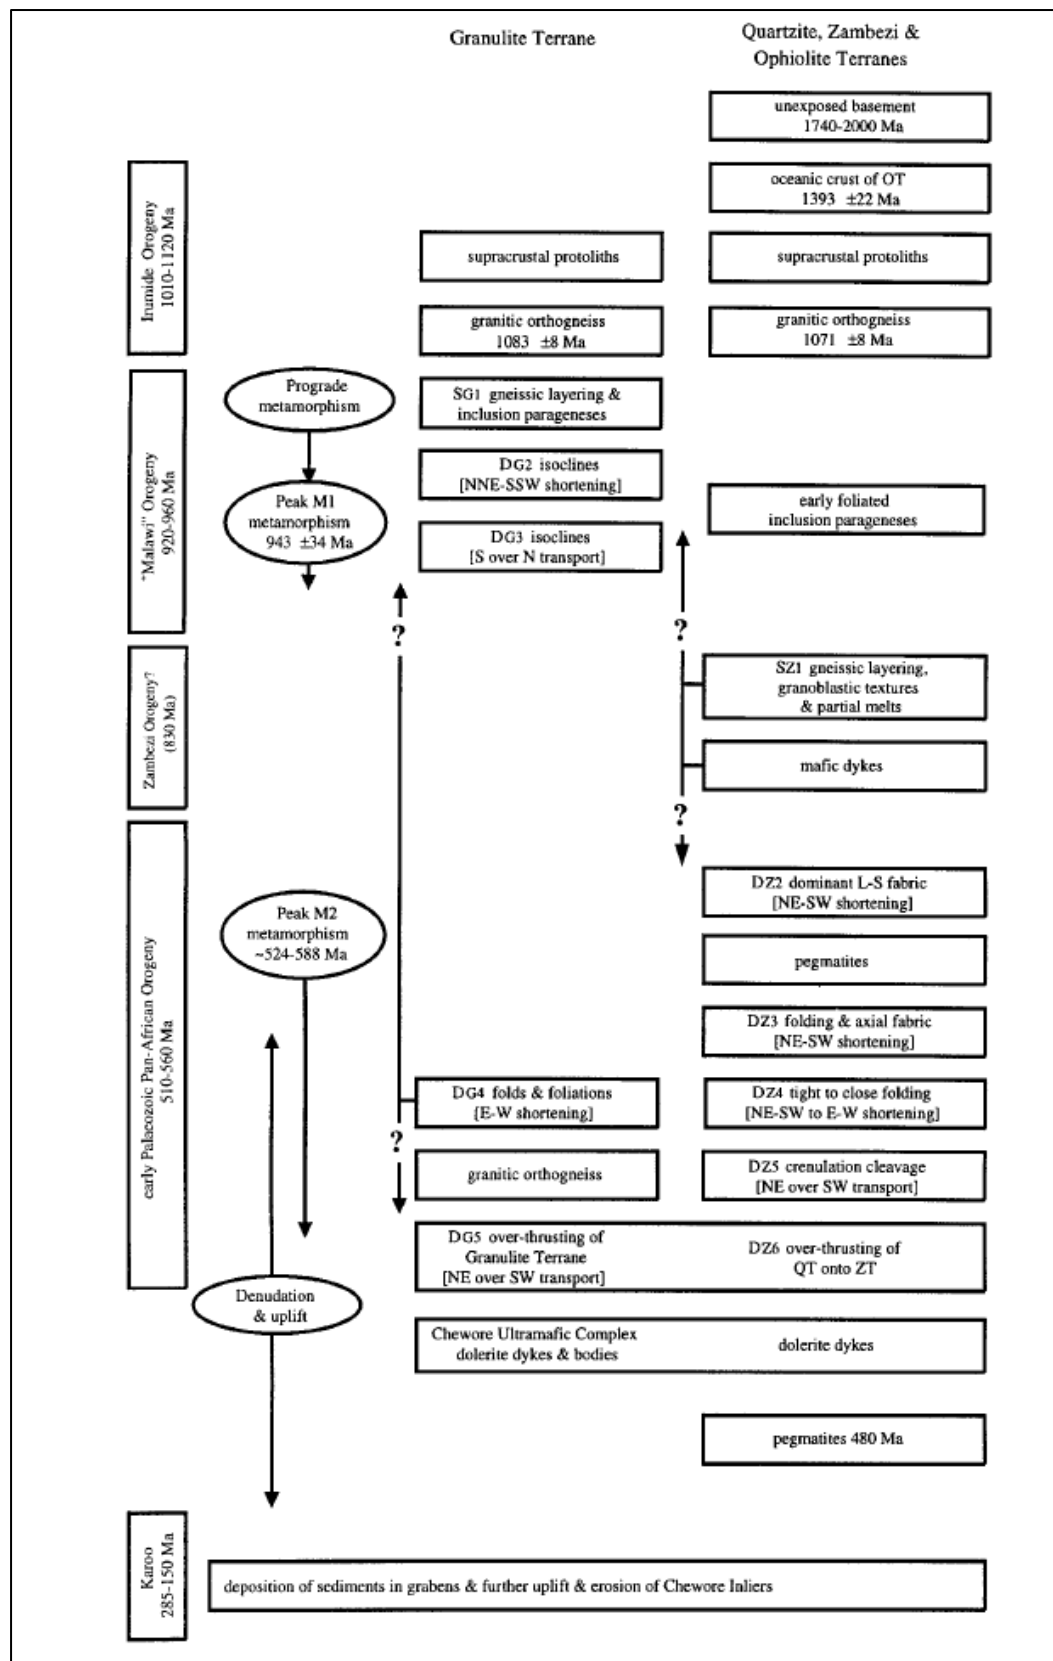 Granulite Terrane
Quartzite, Zambezi &
Ophiolite Terranes
unexposed basement
1740-2000 Ma
Irumide Orogeny
1010-1120 Ma
oceanic crust of OT
1393 ±22 Ma
supracrustal protoliths
supracrustal protoliths
granitic orthogneiss
1083 ±8 Ma
granitic orthogneiss
1071 ±8 Ma
"Malawi" Orogeny
920-960 Ma
Prograde
metamorphism
SG1 gneissic layering &
inclusion parageneses
DG2 isoclines
[NNE-SSW shortening]
Peak M1
metamorphism
943 ±34 Ma
early foliated
inclusion parageneses
DG3 isoclines
[S over N transport]
?
?
Zambezi Orogeny?
(830 Ma)
SZ1 gneissic layering,
granoblastic textures
& partial melts
mafic dykes
?
early Palaeozoic Pan-African Orogeny
510-560 Ma
DZ2 dominant L-S fabric
[NE-SW shortening]
Peak M2
metamorphism
~524-588 Ma
pegmatites
DZ3 folding & axial fabric
[NE-SW shortening]
DG4 folds & foliations
[E-W shortening]
DZ4 tight to close folding
[NE-SW to E-W shortening]
?
granitic orthogneiss
DZ5 crenulation cleavage
[NE over SW transport]
DG5 over-thrusting of
Granulite Terrane
[NE over SW transport]
DZ6 over-thrusting of
QT onto ZT
Denudation
& uplift
Chewore Ultramafic Complex
dolerite dykes & bodies
dolerite dykes
pegmatites 480 Ma
Karoo
285-150 Ma
deposition of sediments in grabens & further uplift & erosion of Chewore Inliers